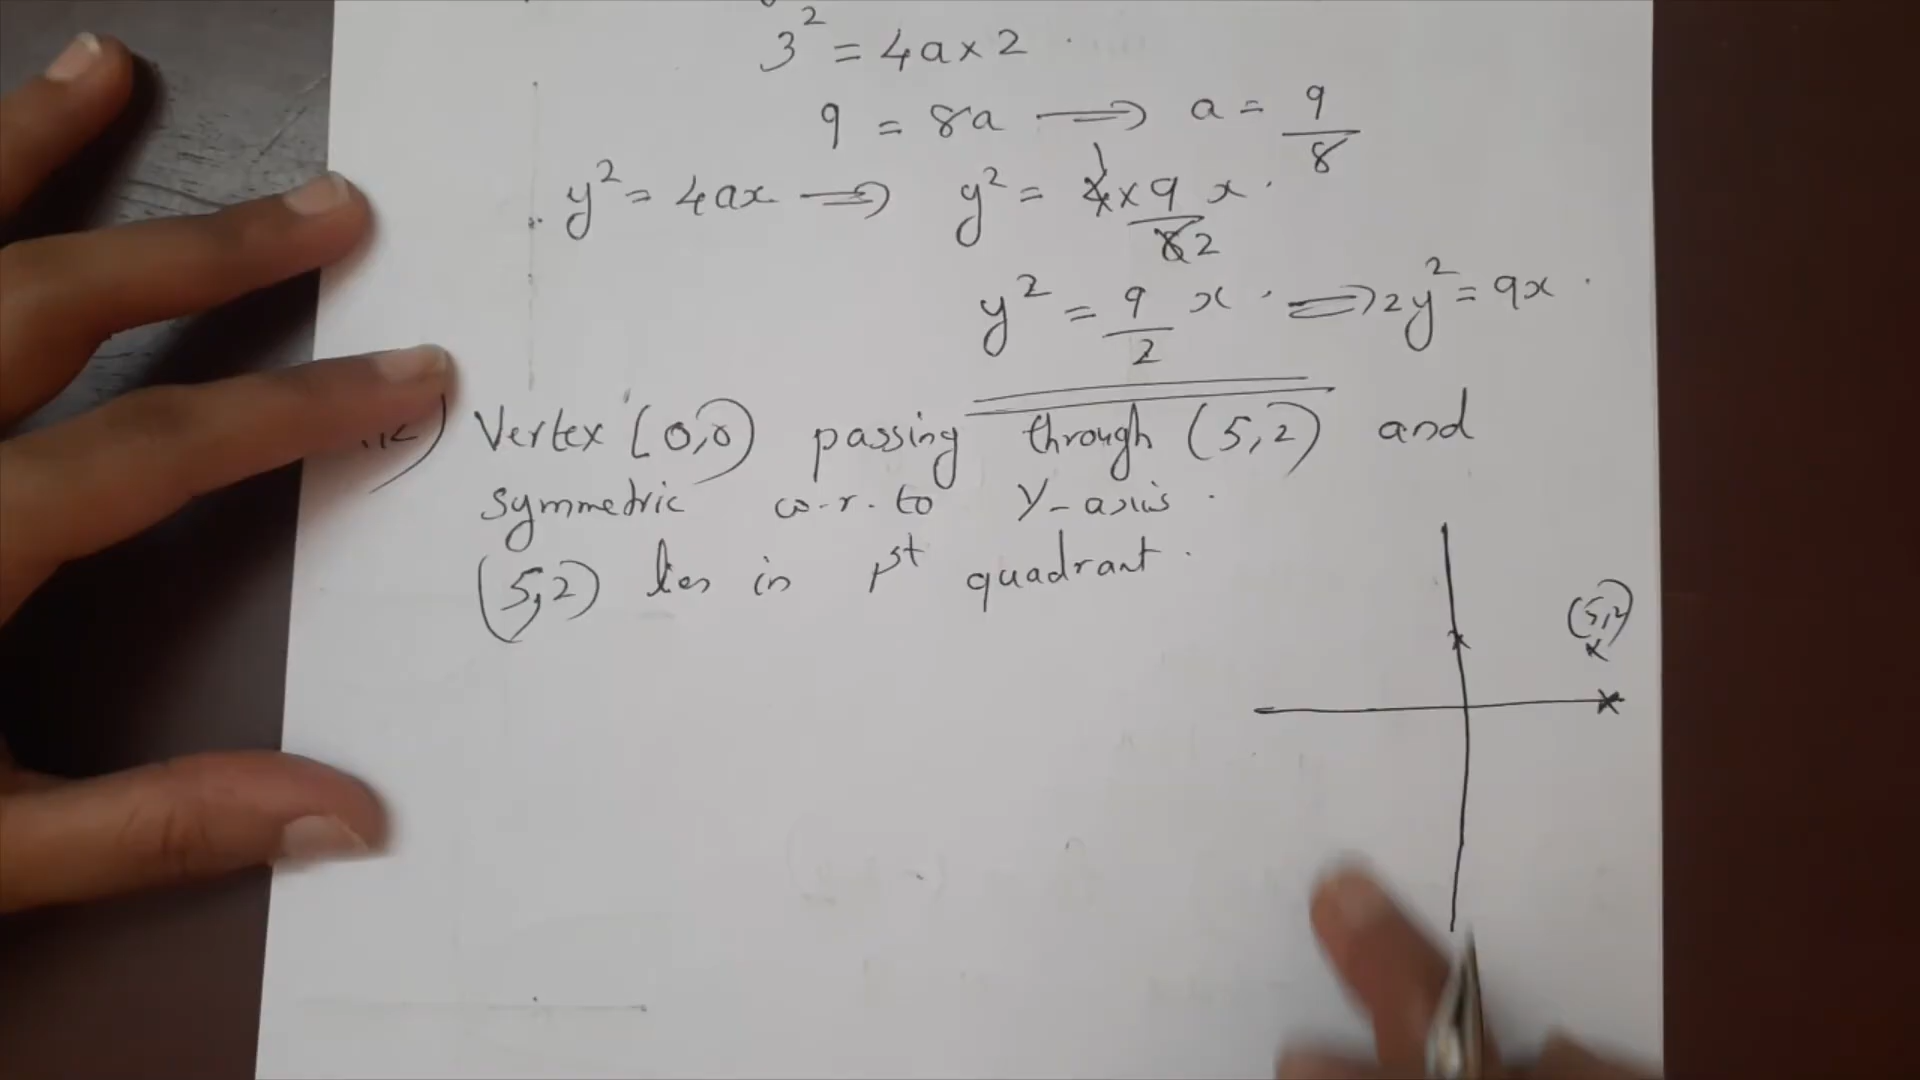 3² = 4a×2
9 = 8a ⟹ a = 9/8
y² = 4ax ⟹ y² = 4×9/8 2 x
y² = 9/2 x ⟹ 2y² = 9x
Vertex (0,0) passing through (5,2) and
symmetric w.r.to Y-axis.
(5,2) lies in 1st quadrant.
(5,2)